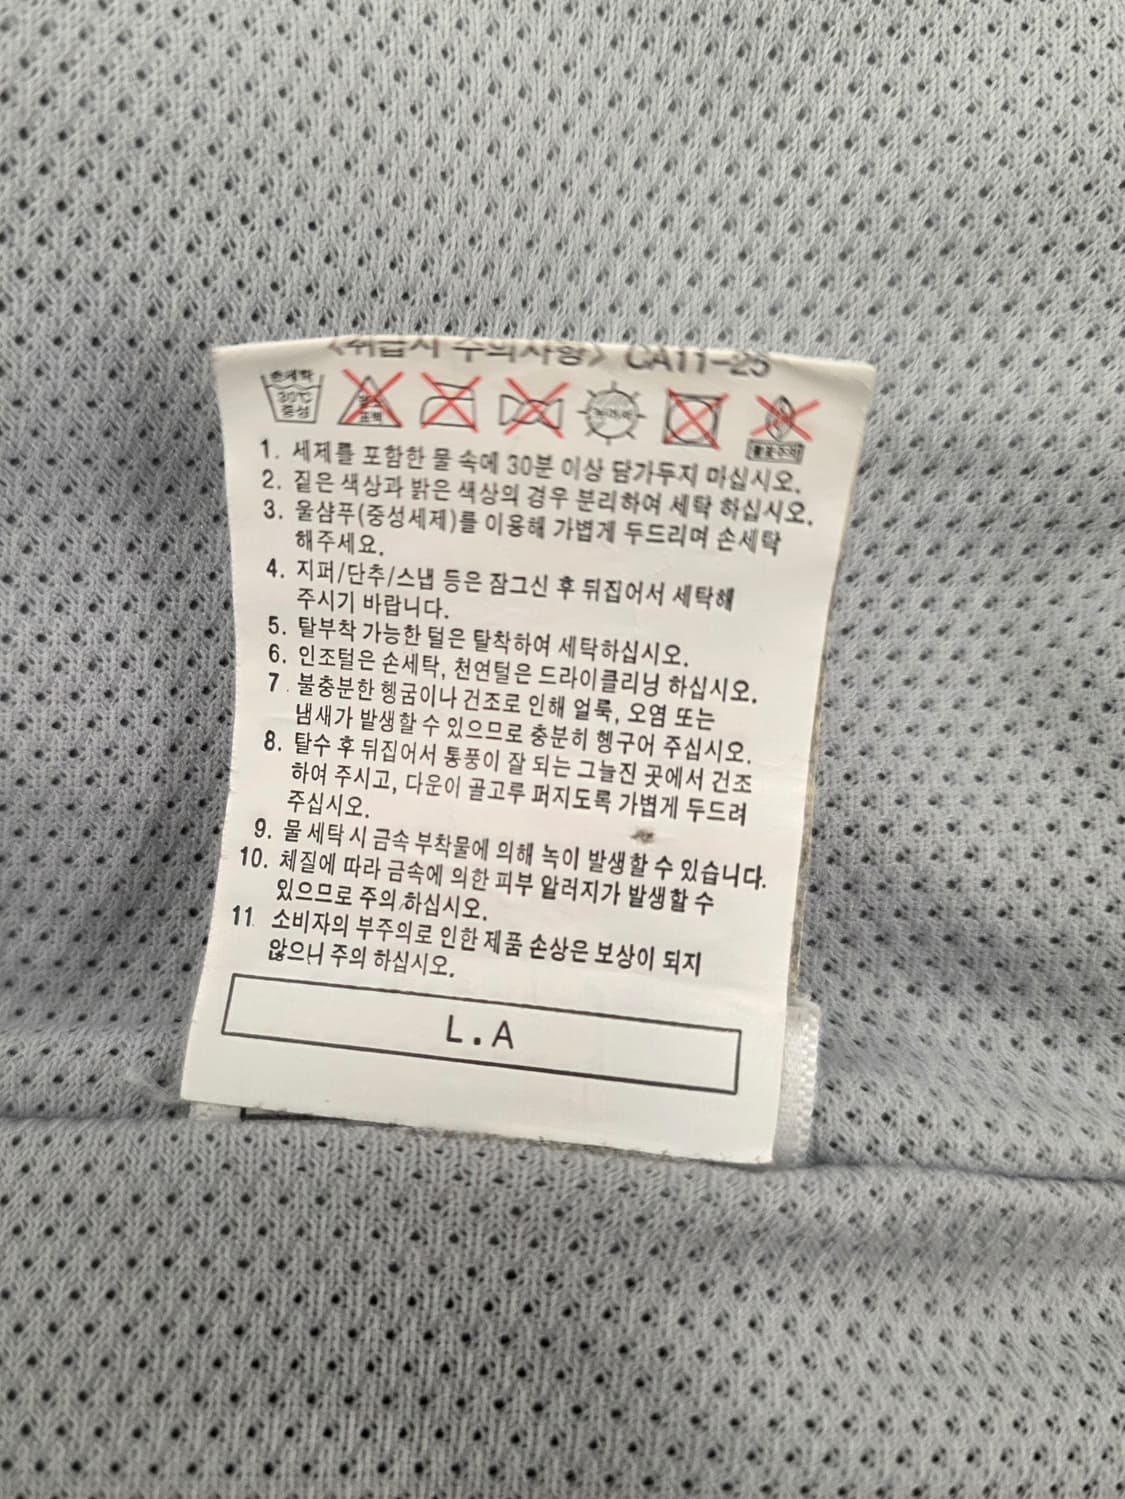 <취급시 주의사항> CA11-25
손세탁
30℃
중성
염소
표백
1. 세제를 포함한 물 속에 30분 이상 담가두지 마십시오.
2. 짙은 색상과 밝은 색상의 경우 분리하여 세탁 하십시오.
3. 울샴푸(중성세제)를 이용해 가볍게 두드리며 손세탁
해주세요.
4. 지퍼/단추/스냅 등은 잠그신 후 뒤집어서 세탁해
주시기 바랍니다.
5. 탈부착 가능한 털은 탈착하여 세탁하십시오.
6. 인조털은 손세탁, 천연털은 드라이클리닝 하십시오.
7. 불충분한 헹굼이나 건조로 인해 얼룩, 오염 또는
냄새가 발생할 수 있으므로 충분히 헹구어 주십시오.
8. 탈수 후 뒤집어서 통풍이 잘 되는 그늘진 곳에서 건조
하여 주시고, 다운이 골고루 퍼지도록 가볍게 두드려
주십시오.
9. 물 세탁 시 금속 부착물에 의해 녹이 발생할 수 있습니다.
10. 체질에 따라 금속에 의한 피부 알러지가 발생할 수
있으므로 주의 하십시오.
11. 소비자의 부주의로 인한 제품 손상은 보상이 되지
않으니 주의 하십시오.
L.A